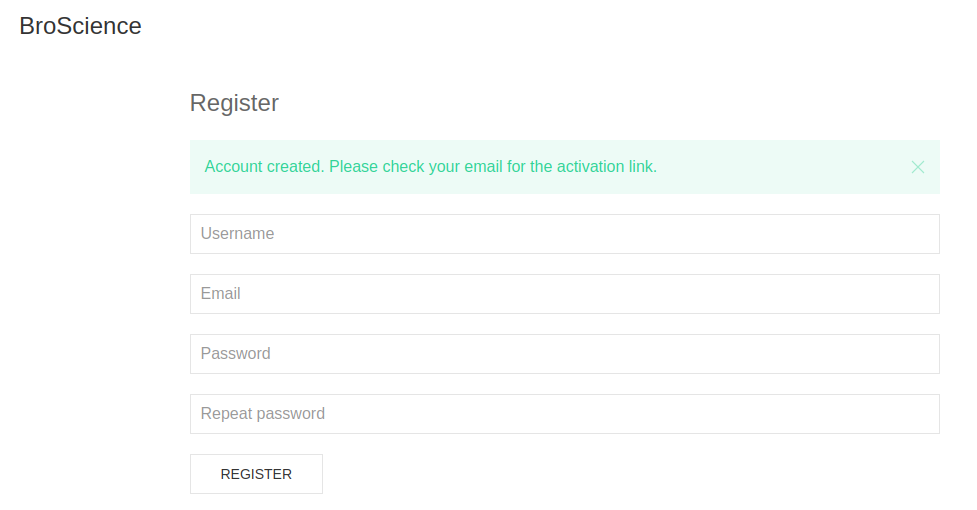 BroScience
Register
Account created. Please check your email for the activation link.
Username
Email
Password
Repeat password
REGISTER